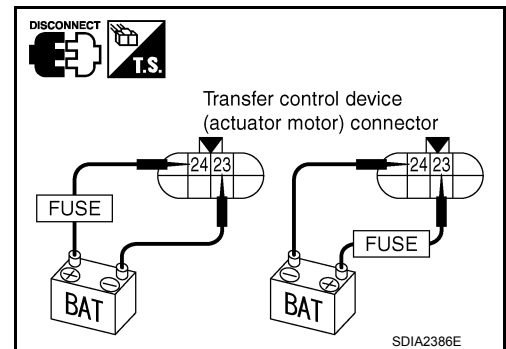 DISCONNECT
T.S.
Transfer control device
(actuator motor) connector
24 23
24 23
FUSE
FUSE
+ −
+ −
BAT
BAT
SDIA2386E